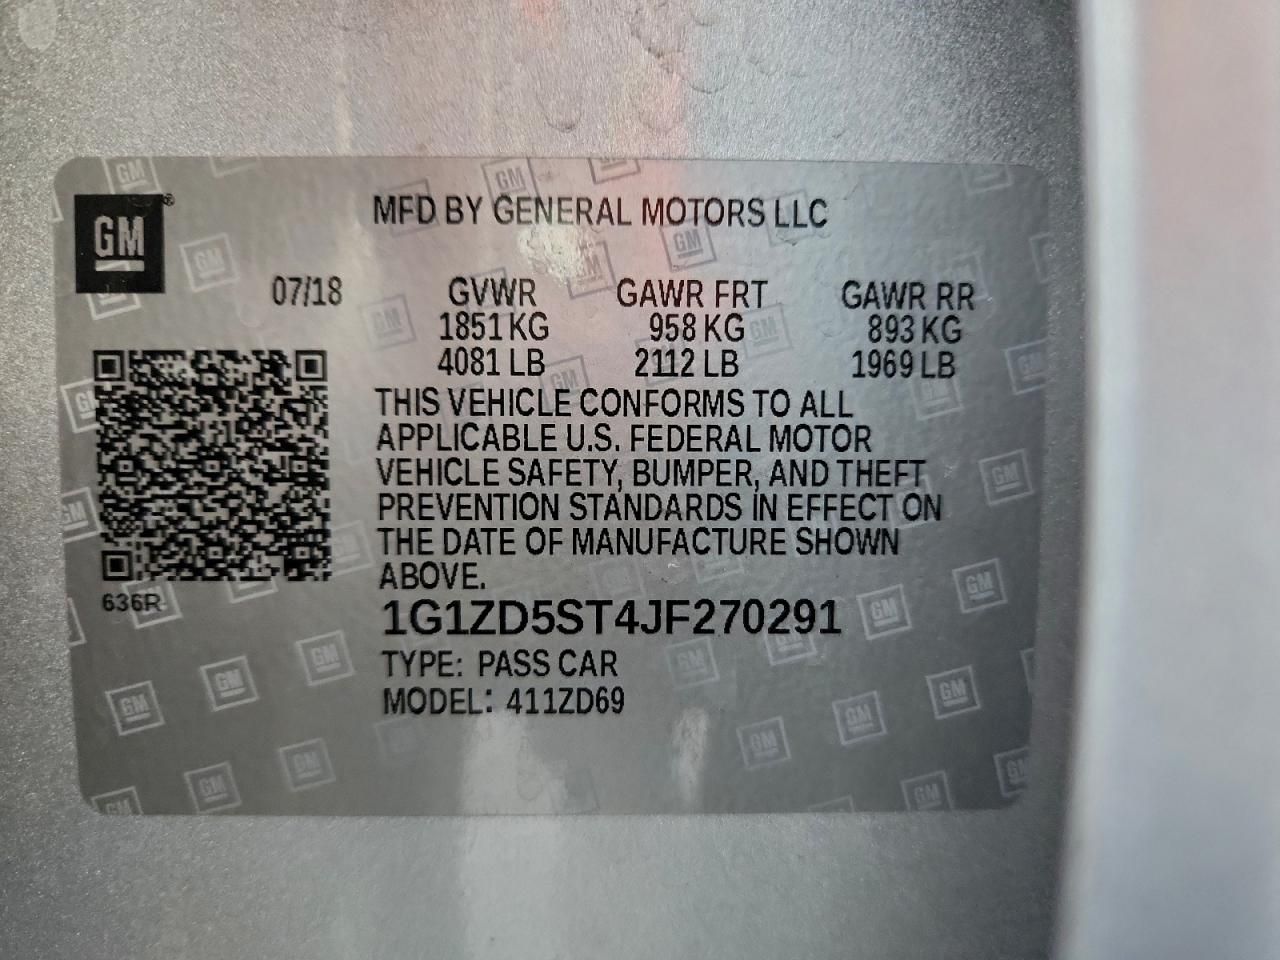 GM®
MFD BY GENERAL MOTORS LLC
07/18 GVWR GAWR FRT GAWR RR
1851 KG 958 KG 893 KG
4081 LB 2112 LB 1969 LB
THIS VEHICLE CONFORMS TO ALL
APPLICABLE U.S. FEDERAL MOTOR
VEHICLE SAFETY, BUMPER, AND THEFT
PREVENTION STANDARDS IN EFFECT ON
THE DATE OF MANUFACTURE SHOWN
ABOVE.
636R
1G1ZD5ST4JF270291
TYPE: PASS CAR
MODEL: 411ZD69